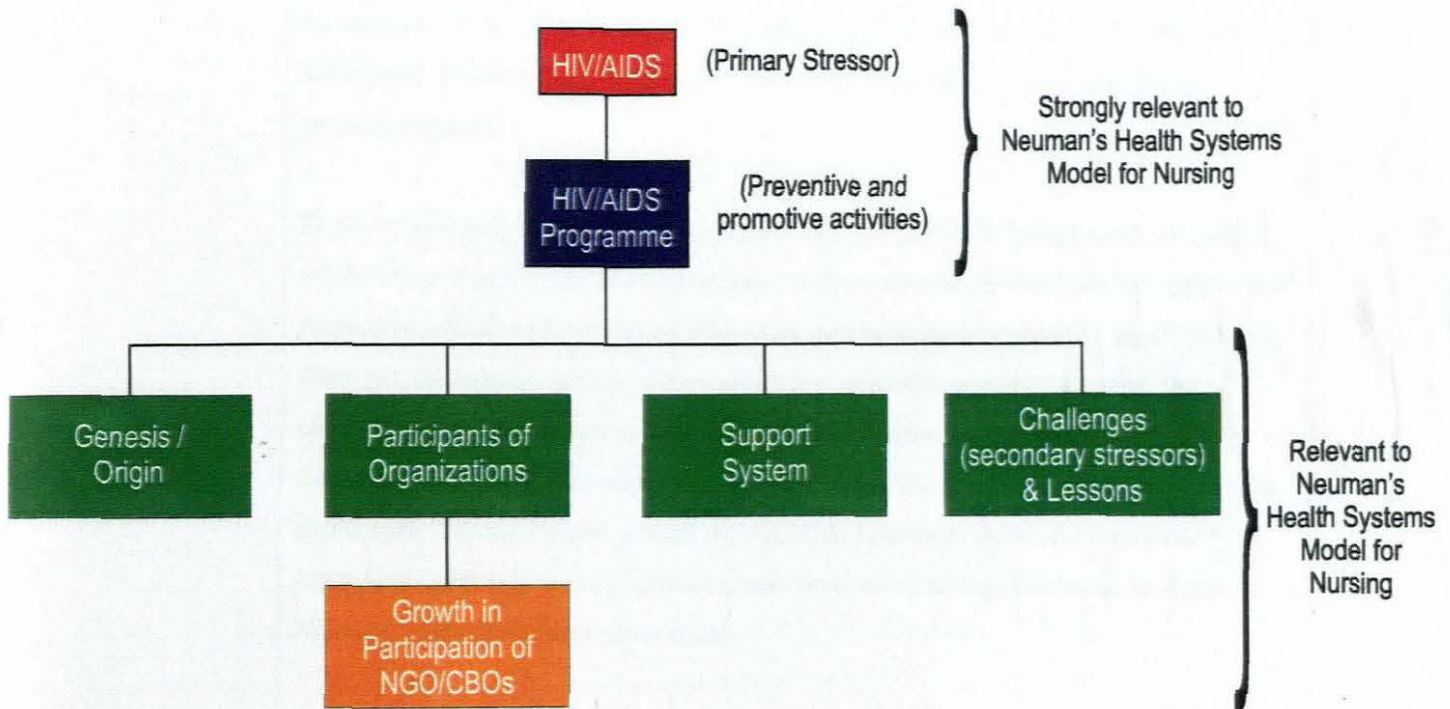 HIV/AIDS
(Primary Stressor)
Strongly relevant to
Neuman's Health Systems
Model for Nursing
HIV/AIDS
Programme
(Preventive and
promotive activities)
Genesis /
Origin
Participants of
Organizations
Support
System
Challenges
(secondary stressors)
& Lessons
Relevant to
Neuman's
Health Systems
Model for
Nursing
Growth in
Participation of
NGO/CBOs